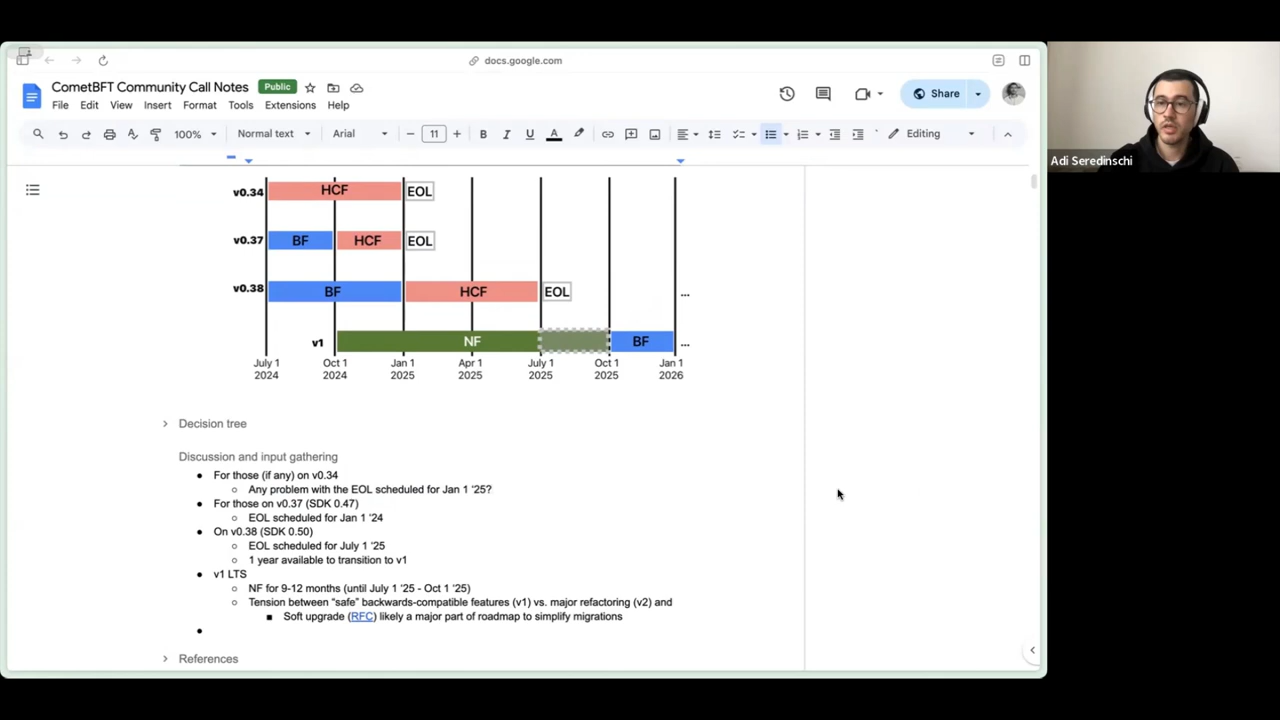 docs.google.com
CometBFT Community Call Notes Public
Share
File Edit View Insert Format Tools Extensions Help
100% Normal text Arial 11 B I U A Editing
Adi Seredinschi
v0.34 HCF EOL
v0.37 BF HCF EOL
v0.38 BF HCF EOL ...
v1 NF BF ...
July 1 Oct 1 Jan 1 Apr 1 July 1 Oct 1 Jan 1
2024 2024 2025 2025 2025 2025 2026
Decision tree
Discussion and input gathering
● For those (if any) on v0.34
○ Any problem with the EOL scheduled for Jan 1 '25?
● For those on v0.37 (SDK 0.47)
○ EOL scheduled for Jan 1 '24
● On v0.38 (SDK 0.50)
○ EOL scheduled for July 1 '25
○ 1 year available to transition to v1
● v1 LTS
○ NF for 9-12 months (until July 1 '25 - Oct 1 '25)
○ Tension between “safe” backwards-compatible features (v1) vs. major refactoring (v2) and
■ Soft upgrade (RFC) likely a major part of roadmap to simplify migrations
●
References